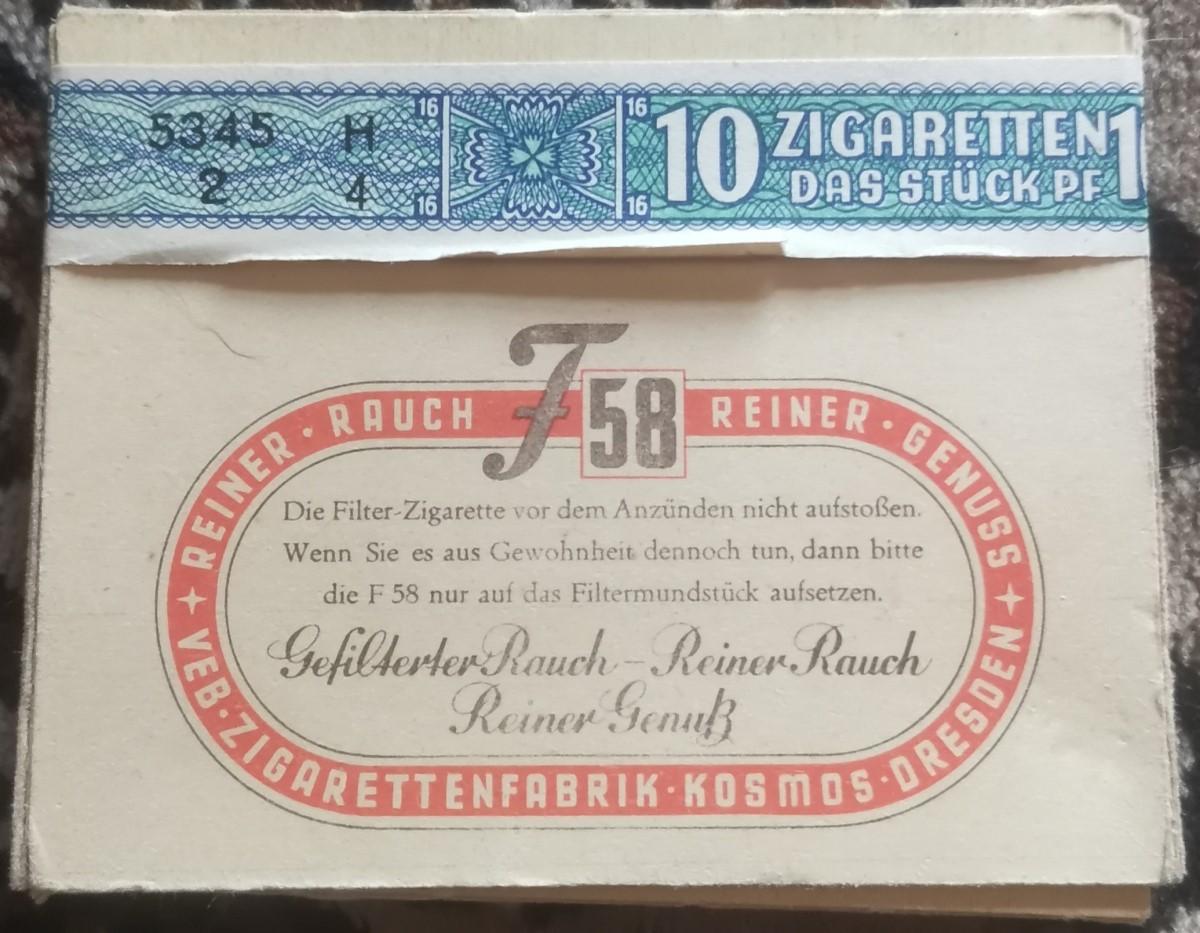 5345 H
2 4
16 16
16 16
10 ZIGARETTEN
DAS STÜCK PF
F 58
REINER · RAUCH REINER · GENUSS
Die Filter-Zigarette vor dem Anzünden nicht aufstoßen.
Wenn Sie es aus Gewohnheit dennoch tun, dann bitte
die F 58 nur auf das Filtermundstück aufsetzen.
Gefilterter Rauch – Reiner Rauch
Reiner Genuß
VEB · ZIGARETTENFABRIK · KOSMOS · DRESDEN